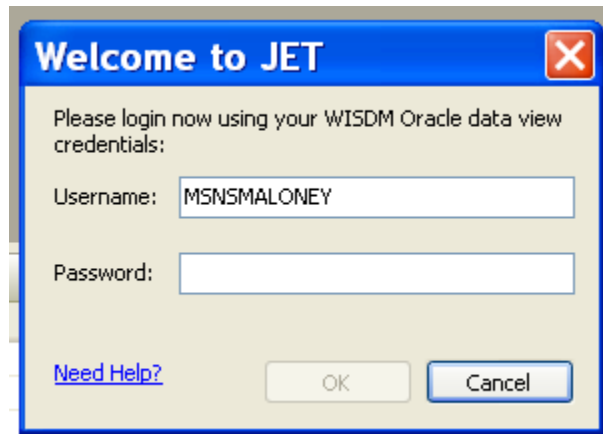 Welcome to JET
Please login now using your WISDM Oracle data view
credentials:
Username: MSNSMALONEY
Password:
Need Help? OK Cancel